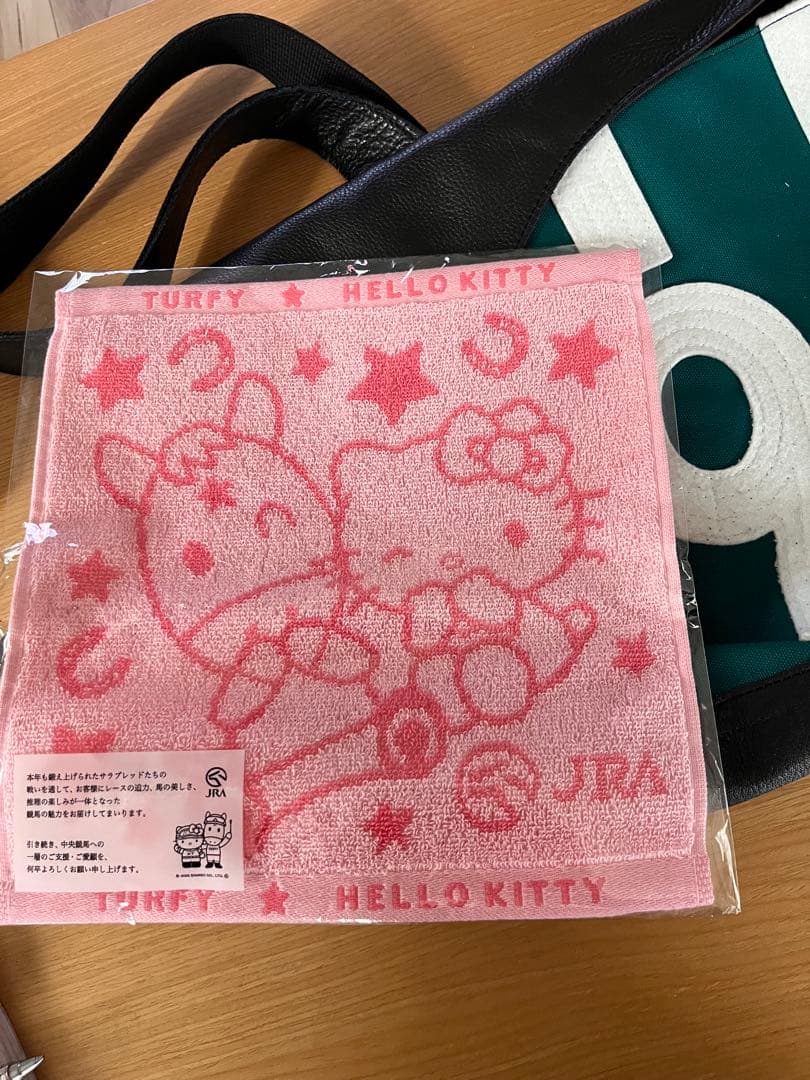 TURFY ★ HELLO KITTY
JRA
本年も鍛え上げられたサラブレッドたちの
戦いを通して、お客様にレースの迫力、馬の美しさ、
推理の楽しみが一体となった
競馬の魅力をお届けしてまいります。
JRA
引き続き、中央競馬への
一層のご支援・ご愛顧を、
何卒よろしくお願い申し上げます。
TURFY ★ HELLO KITTY
9